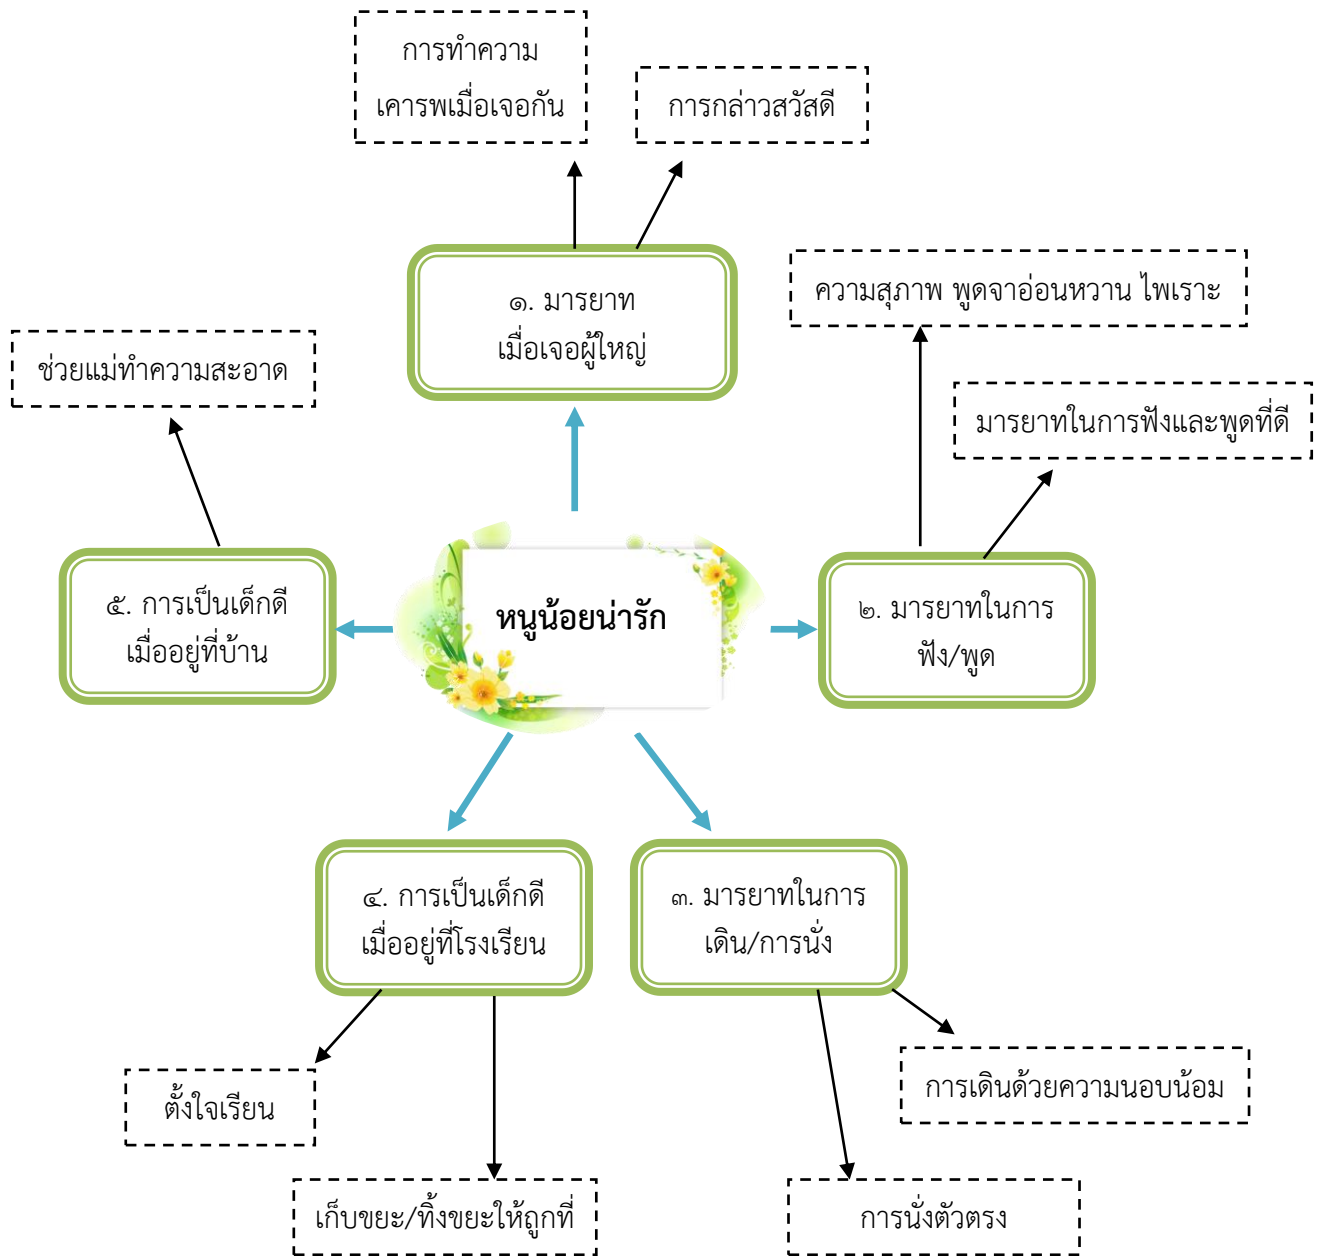 การทำความ
เคารพเมื่อเจอกัน
การกล่าวสวัสดี
๑. มารยาท
เมื่อเจอผู้ใหญ่
ความสุภาพ พูดจาอ่อนหวาน ไพเราะ
ช่วยแม่ทำความสะอาด
มารยาทในการฟังและพูดที่ดี
๕. การเป็นเด็กดี
เมื่ออยู่ที่บ้าน
หนูน้อยน่ารัก
๒. มารยาทในการ
ฟัง/พูด
๔. การเป็นเด็กดี
เมื่ออยู่ที่โรงเรียน
๓. มารยาทในการ
เดิน/การนั่ง
ตั้งใจเรียน
การเดินด้วยความนอบน้อม
เก็บขยะ/ทิ้งขยะให้ถูกที่
การนั่งตัวตรง